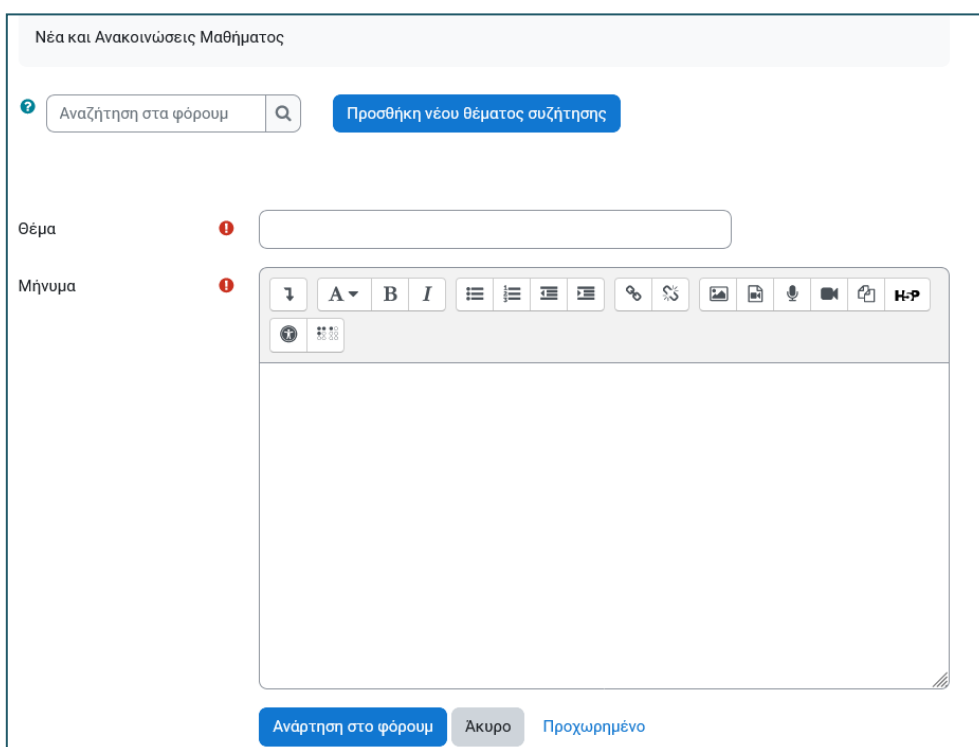 Νέα και Ανακοινώσεις Μαθήματος
Αναζήτηση στα φόρουμ
Προσθήκη νέου θέματος συζήτησης
Θέμα
Μήνυμα
A B I H-P
Ανάρτηση στο φόρουμ Άκυρο Προχωρημένο